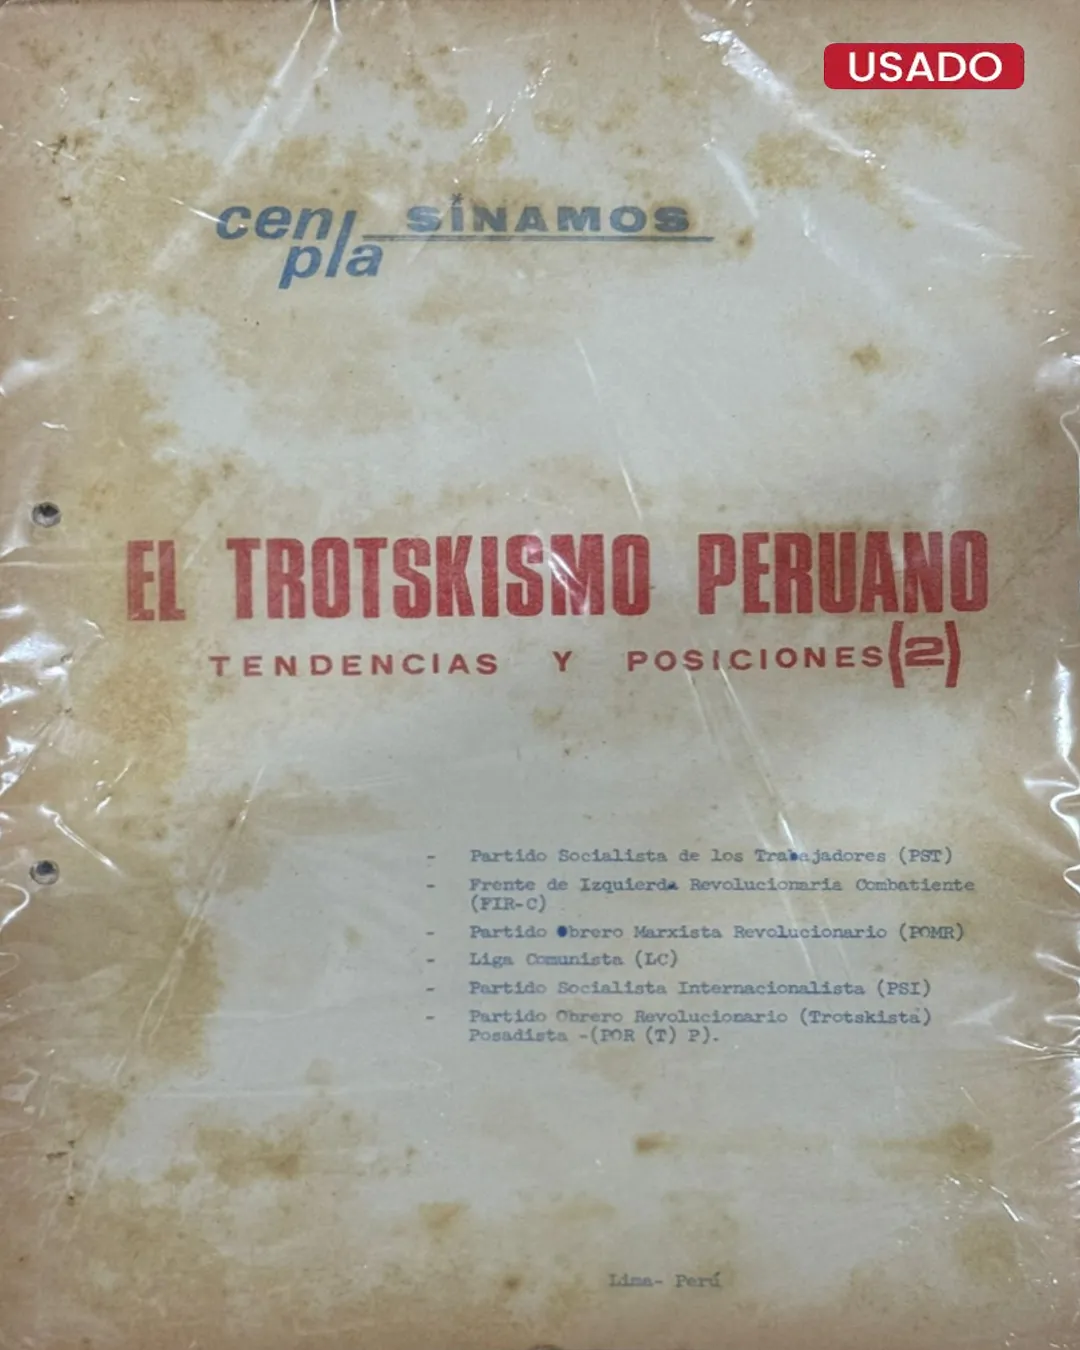 USADO
cenpla SINAMOS
EL TROTSKISMO PERUANO
TENDENCIAS Y POSICIONES (2)
- Partido Socialista de los Trabajadores (PST)
- Frente de Izquierda Revolucionaria Combatiente
(FIR-C)
- Partido Obrero Marxista Revolucionario (POMR)
- Liga Comunista (LC)
- Partido Socialista Internacionalista (PSI)
- Partido Obrero Revolucionario (Trotskista)
Posadista -(POR (T) P).
Lima- Perú